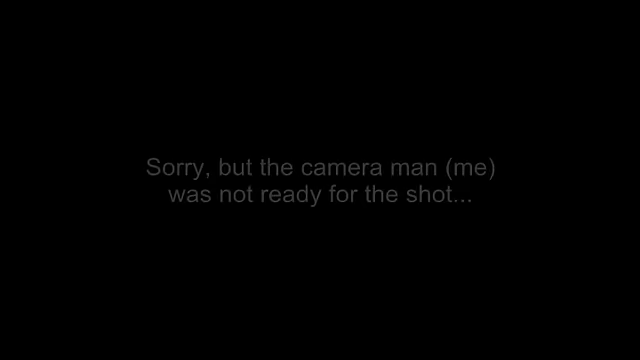 Sorry, but the camera man (me)
was not ready for the shot...